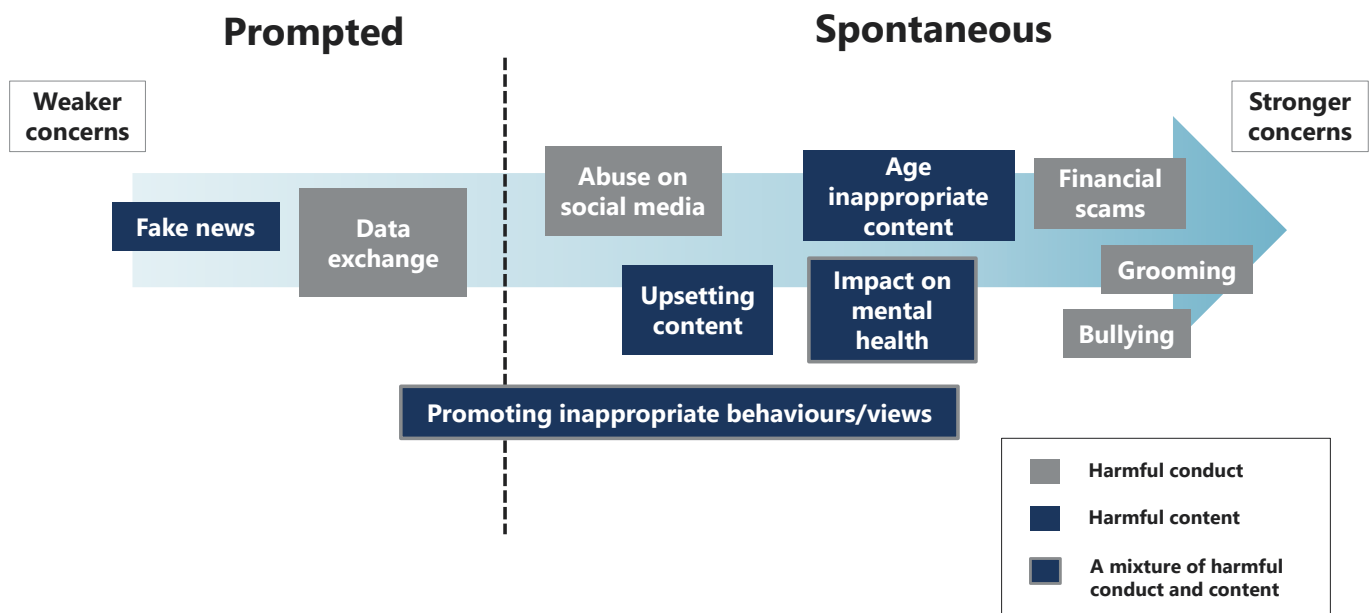 Prompted
Spontaneous
Weaker
concerns
Stronger
concerns
Fake news
Data
exchange
Abuse on
social media
Upsetting
content
Age
inappropriate
content
Impact on
mental
health
Financial
scams
Grooming
Bullying
Promoting inappropriate behaviours/views
Harmful conduct
Harmful content
A mixture of harmful
conduct and content